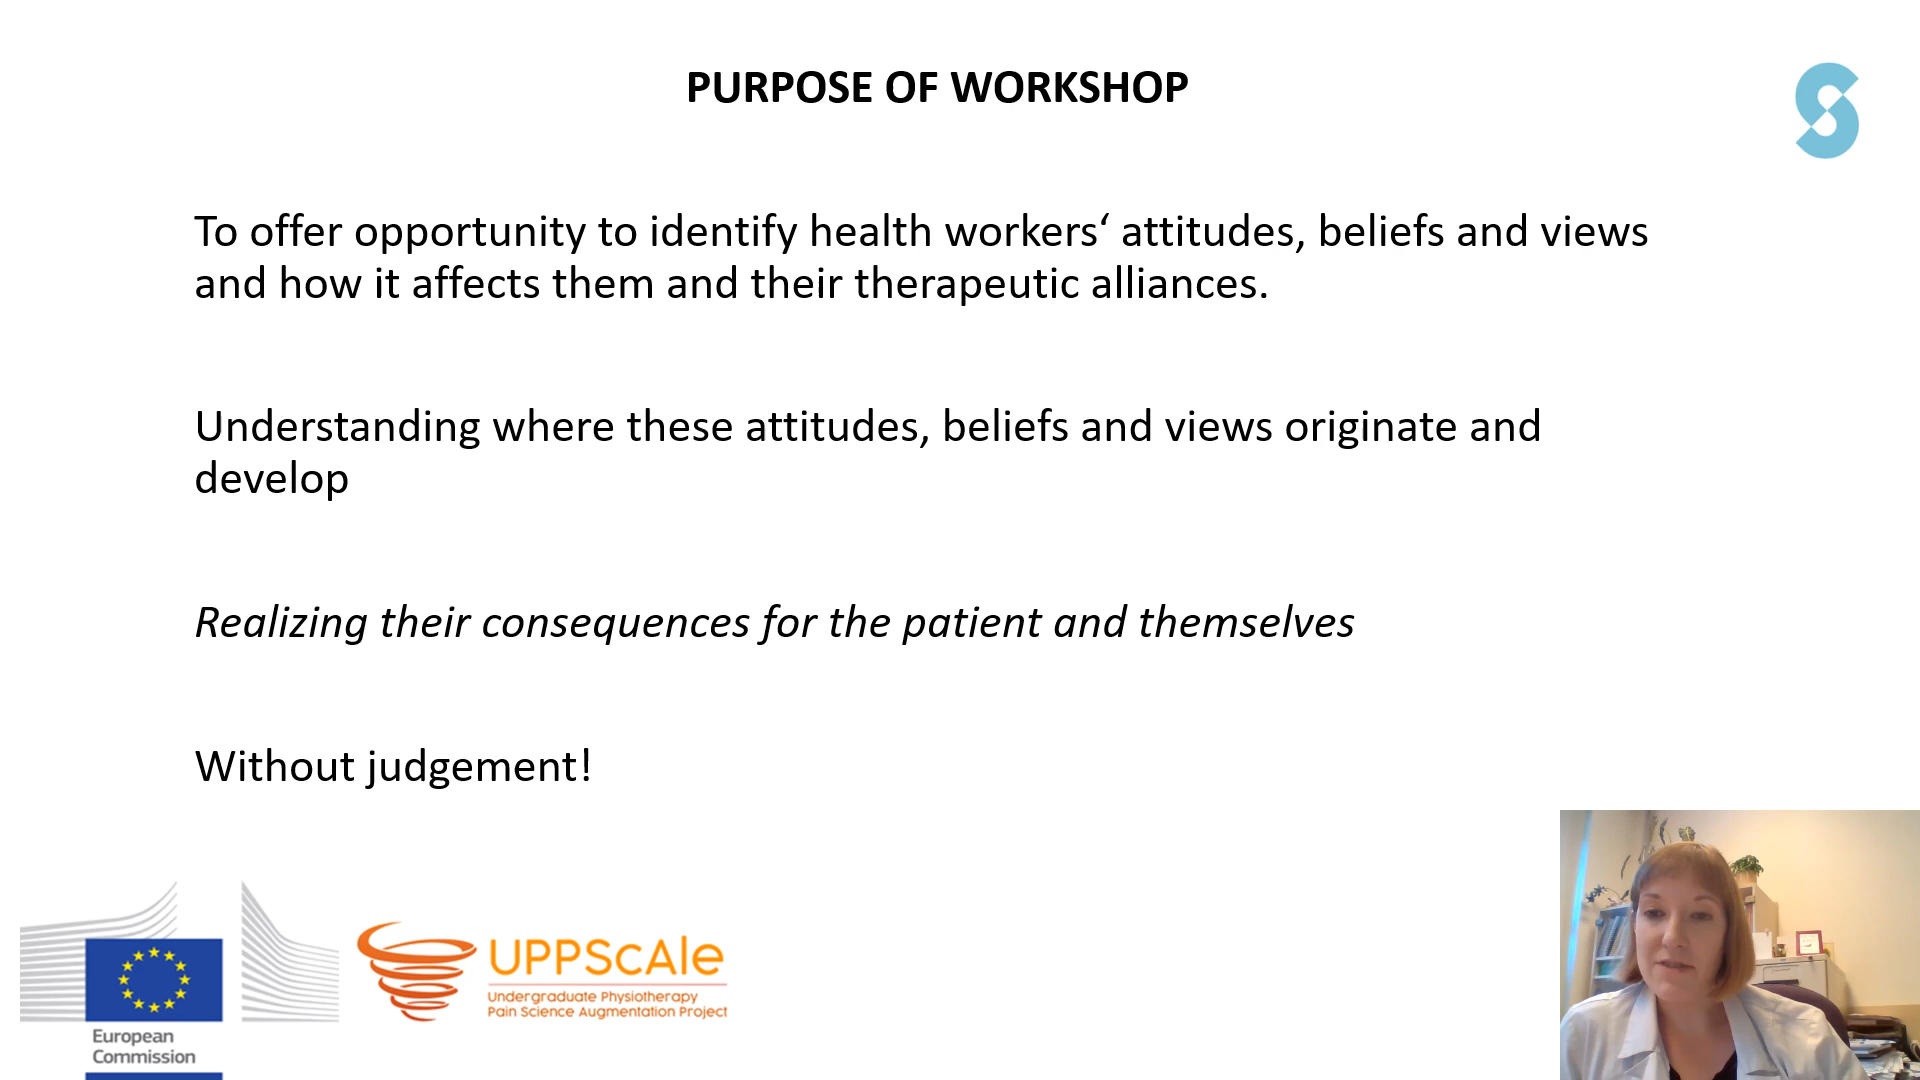 PURPOSE OF WORKSHOP
To offer opportunity to identify health workers‘ attitudes, beliefs and views
and how it affects them and their therapeutic alliances.
Understanding where these attitudes, beliefs and views originate and
develop
Realizing their consequences for the patient and themselves
Without judgement!
European
Commission
UPPScAle
Undergraduate Physiotherapy
Pain Science Augmentation Project